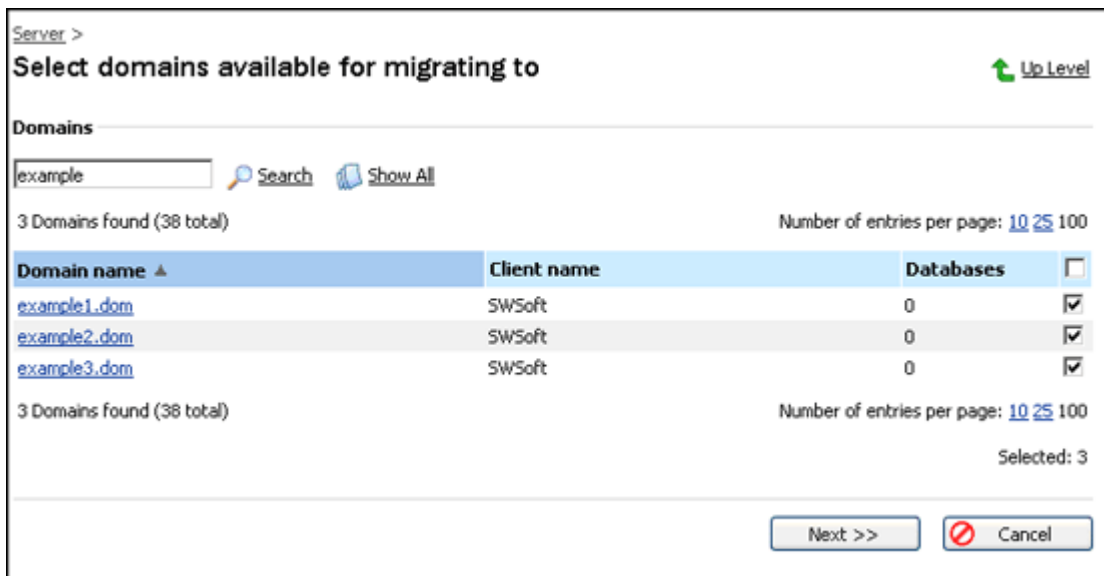 Server >
Select domains available for migrating to
Up Level
Domains
example Search Show All
3 Domains found (38 total) Number of entries per page: 10 25 100
Domain name Client name Databases
example1.dom SWSoft 0
example2.dom SWSoft 0
example3.dom SWSoft 0
3 Domains found (38 total) Number of entries per page: 10 25 100
Selected: 3
Next >> Cancel